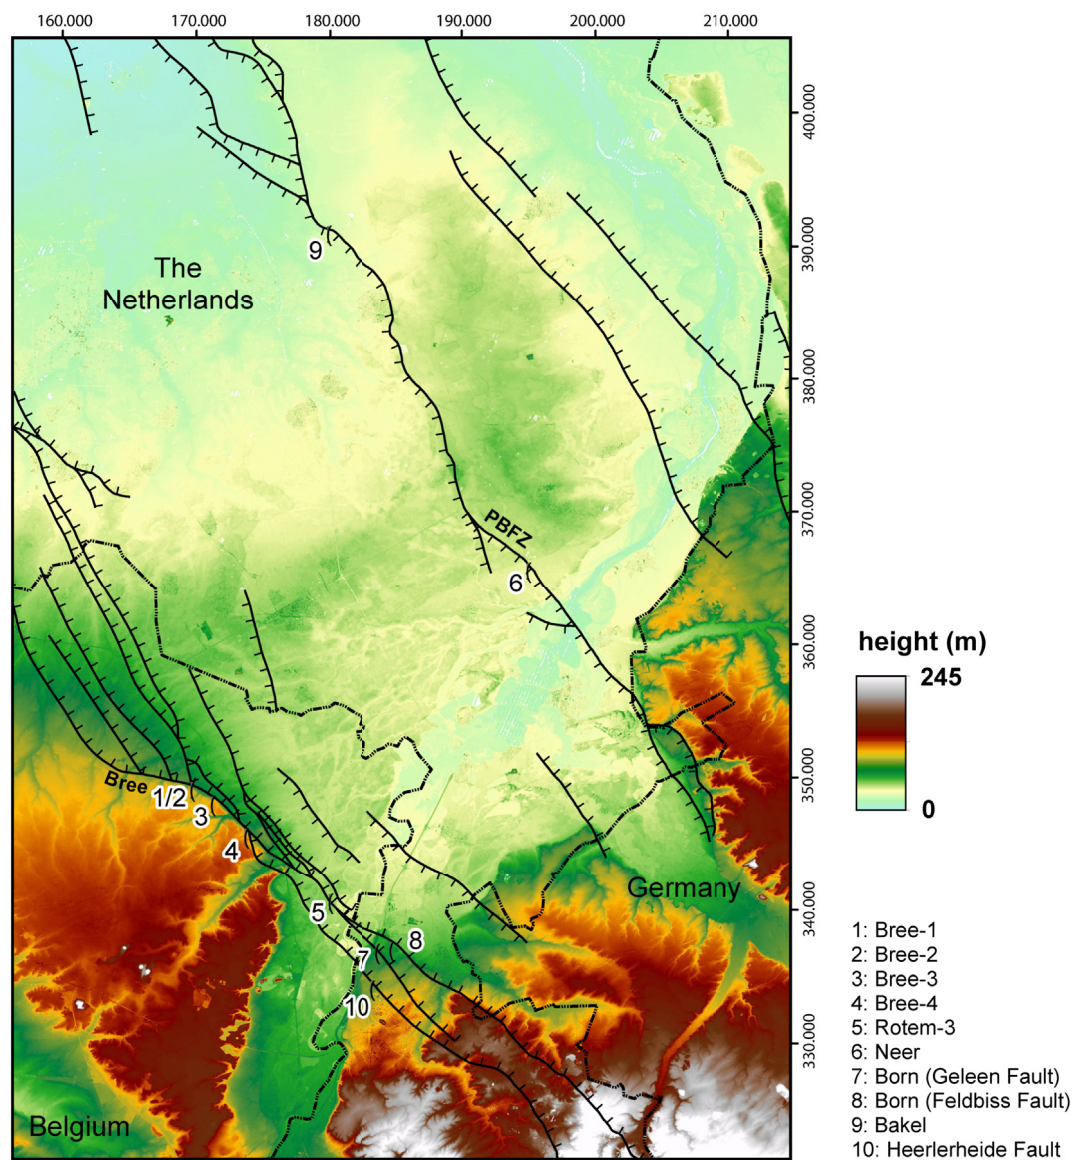 160.000 170.000 180.000 190.000 200.000 210.000
400.000
390.000
380.000
370.000
360.000
350.000
340.000
330.000
The
Netherlands
9
PBFZ
6
Bree
1/2
3
4
5
7
8
10
Germany
Belgium
height (m)
245
0
1: Bree-1
2: Bree-2
3: Bree-3
4: Bree-4
5: Rotem-3
6: Neer
7: Born (Geleen Fault)
8: Born (Feldbiss Fault)
9: Bakel
10: Heerlerheide Fault